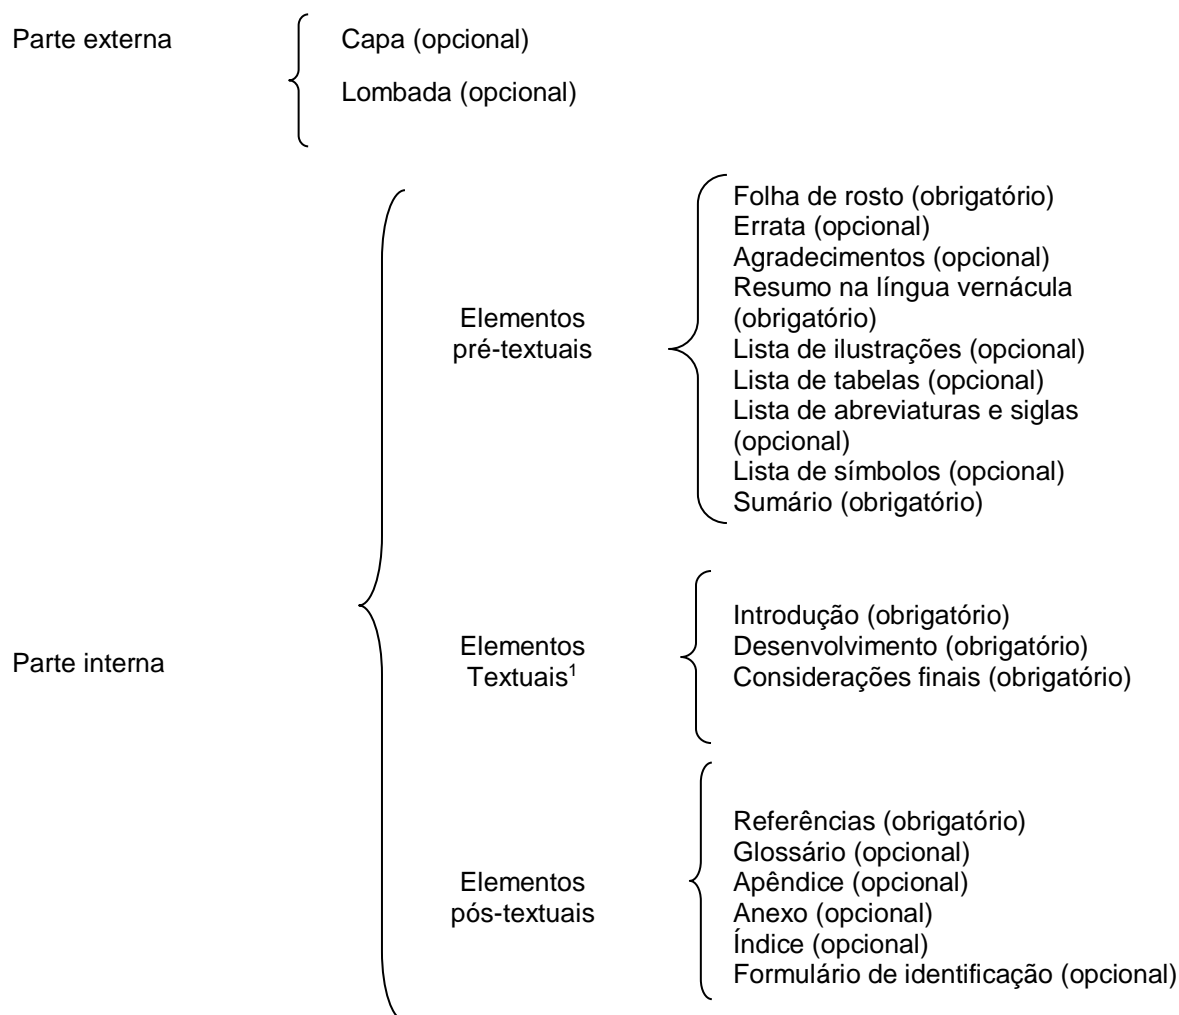 Parte externa
Capa (opcional)
Lombada (opcional)
Parte interna
Elementos
pré-textuais
Folha de rosto (obrigatório)
Errata (opcional)
Agradecimentos (opcional)
Resumo na língua vernácula
(obrigatório)
Lista de ilustrações (opcional)
Lista de tabelas (opcional)
Lista de abreviaturas e siglas
(opcional)
Lista de símbolos (opcional)
Sumário (obrigatório)
Elementos
Textuais¹
Introdução (obrigatório)
Desenvolvimento (obrigatório)
Considerações finais (obrigatório)
Elementos
pós-textuais
Referências (obrigatório)
Glossário (opcional)
Apêndice (opcional)
Anexo (opcional)
Índice (opcional)
Formulário de identificação (opcional)